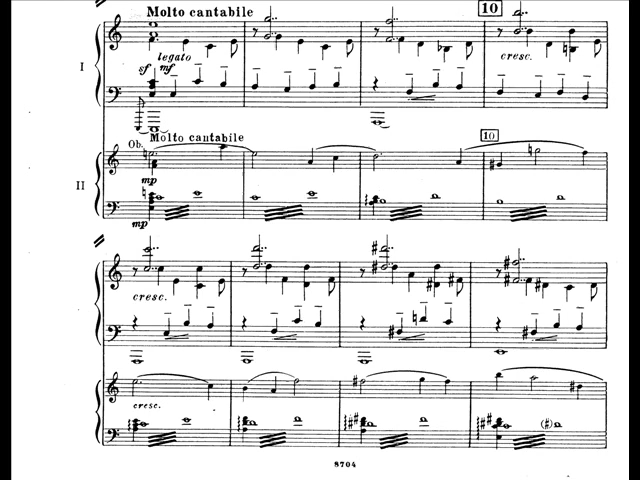 Molto cantabile
10
I
legato
sf mf
cresc.
Molto cantabile
Ob.
10
II
mp
mp
cresc.
cresc.
8704